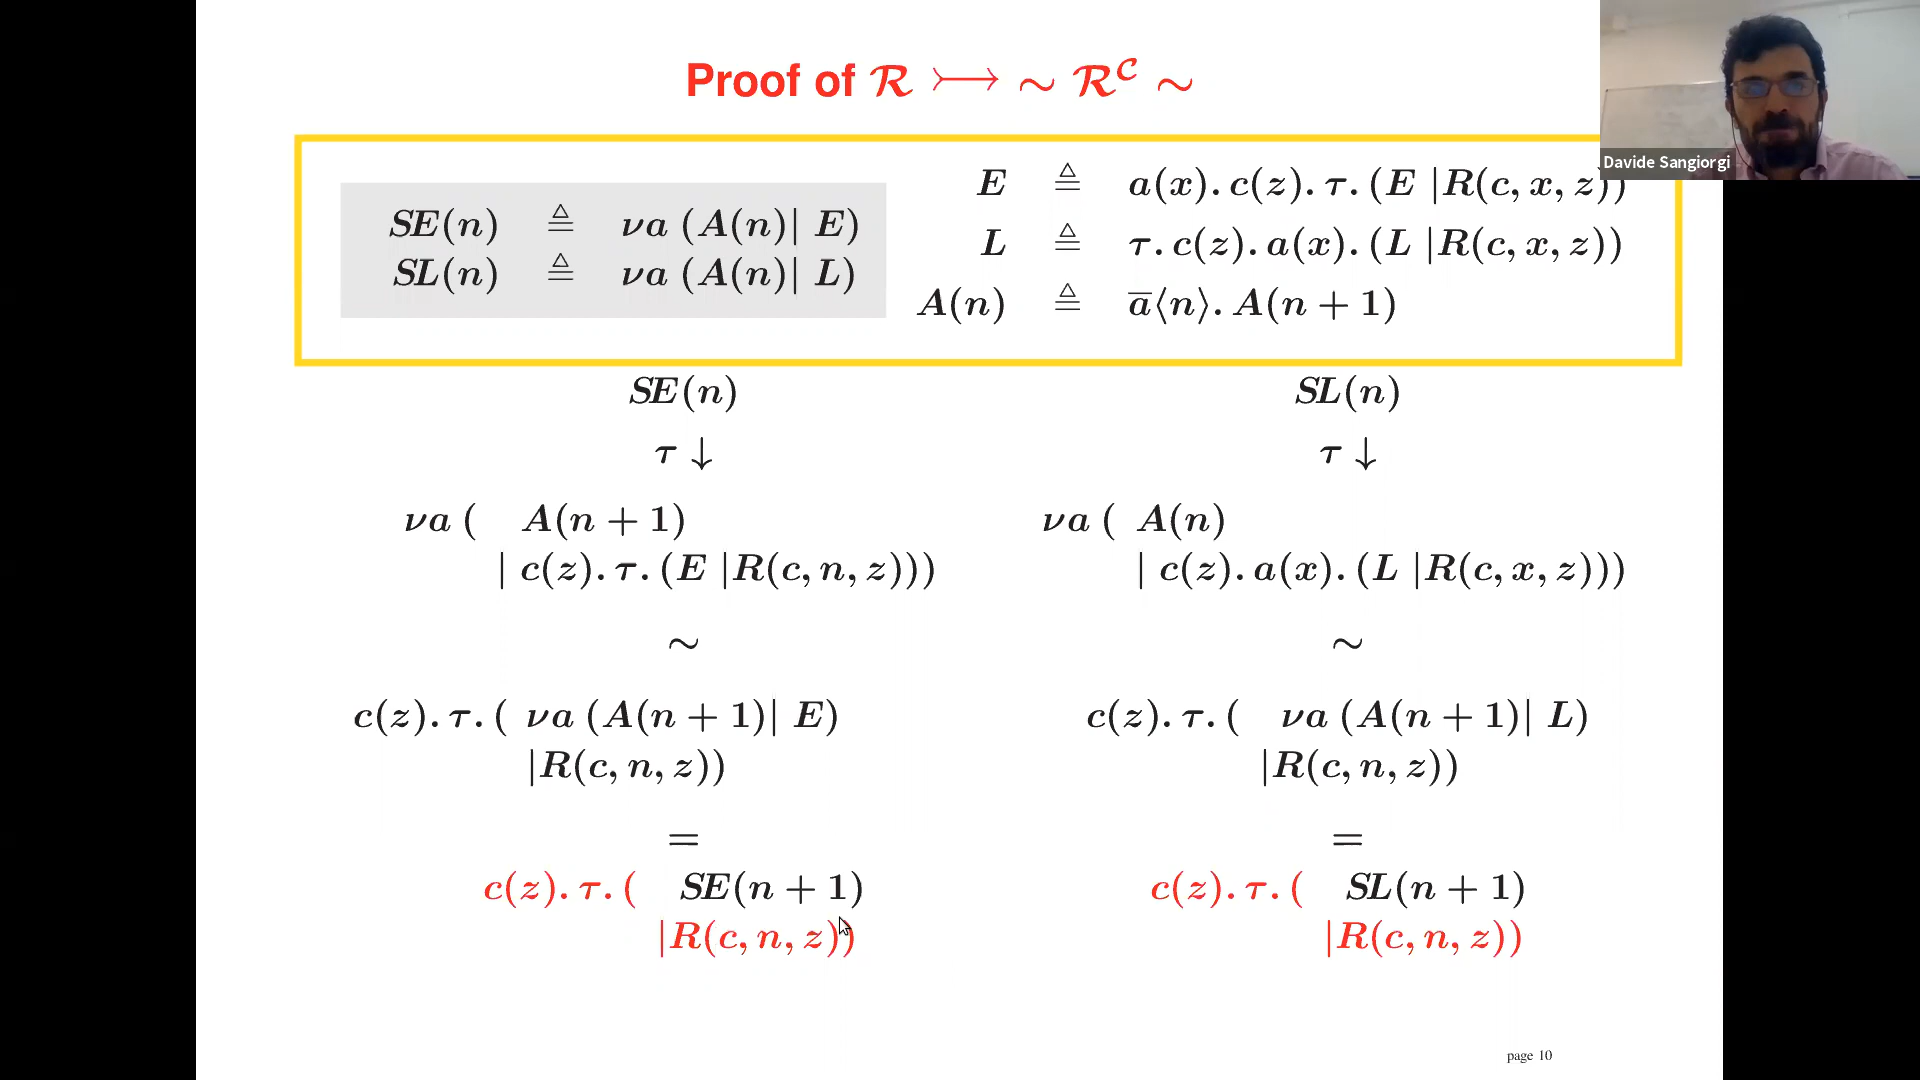 Proof of ℛ ↣ ∼ ℛ^𝒞 ∼
Davide Sangiorgi
SE(n) ≜ νa (A(n)| E)
SL(n) ≜ νa (A(n)| L)
E ≜ a(x). c(z). τ. (E |R(c, x, z))
L ≜ τ. c(z). a(x). (L |R(c, x, z))
A(n) ≜ a̅⟨n⟩. A(n + 1)
SE(n)
τ ↓
νa ( A(n + 1)
| c(z). τ. (E |R(c, n, z)))
∼
c(z). τ. ( νa (A(n + 1)| E)
|R(c, n, z))
=
c(z). τ. ( SE(n + 1)
|R(c, n, z))
SL(n)
τ ↓
νa ( A(n)
| c(z). a(x). (L |R(c, x, z)))
∼
c(z). τ. ( νa (A(n + 1)| L)
|R(c, n, z))
=
c(z). τ. ( SL(n + 1)
|R(c, n, z))
page 10